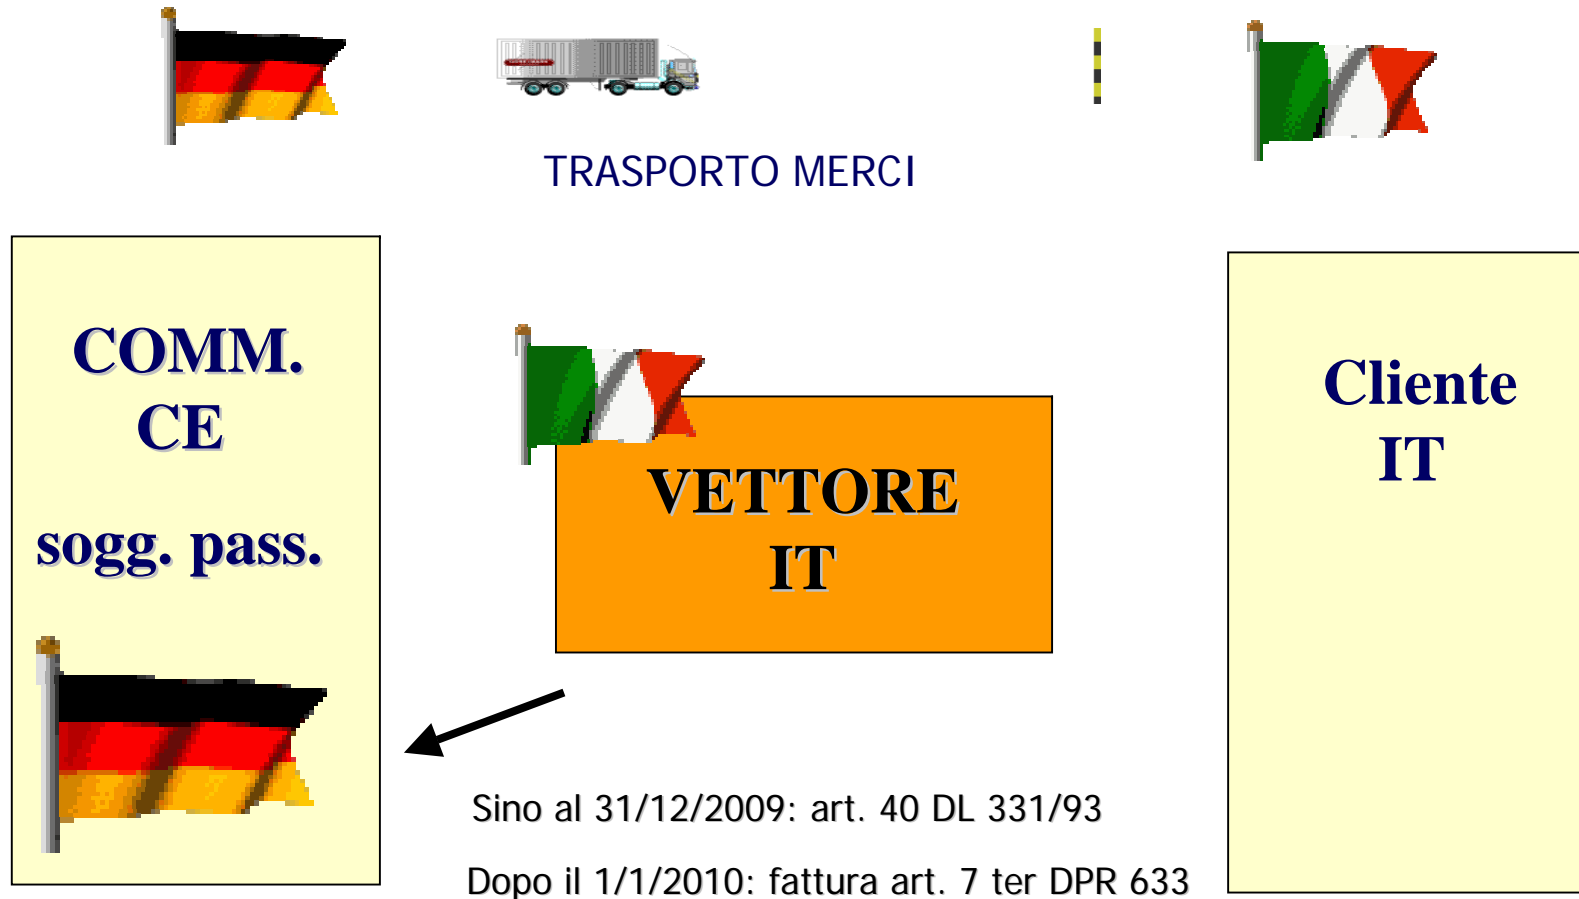 TRASPORTO MERCI
COMM.
CE
sogg. pass.
VETTORE
IT
Cliente
IT
Sino al 31/12/2009: art. 40 DL 331/93
Dopo il 1/1/2010: fattura art. 7 ter DPR 633